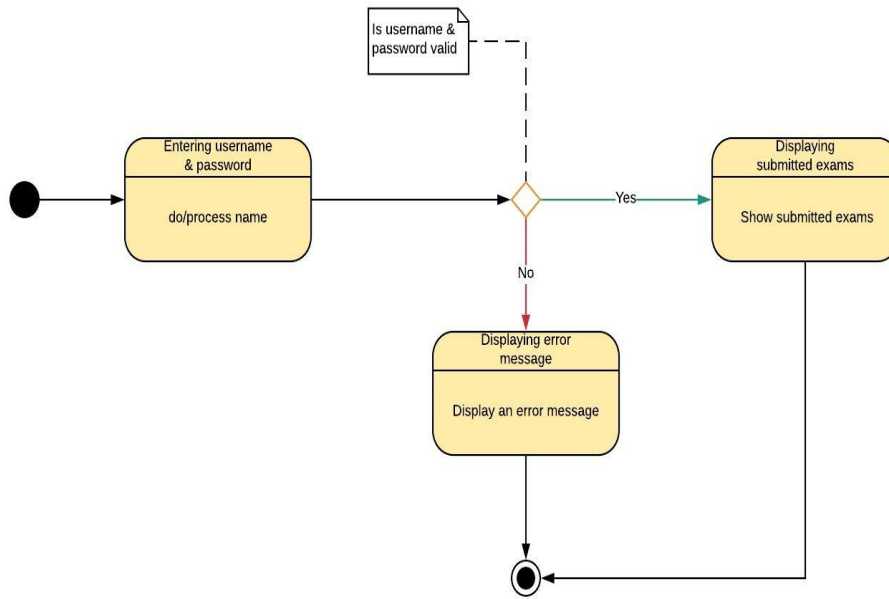 Is username &
password valid
Entering username
& password
do/process name
Yes
Displaying
submitted exams
Show submitted exams
No
Displaying error
message
Display an error message